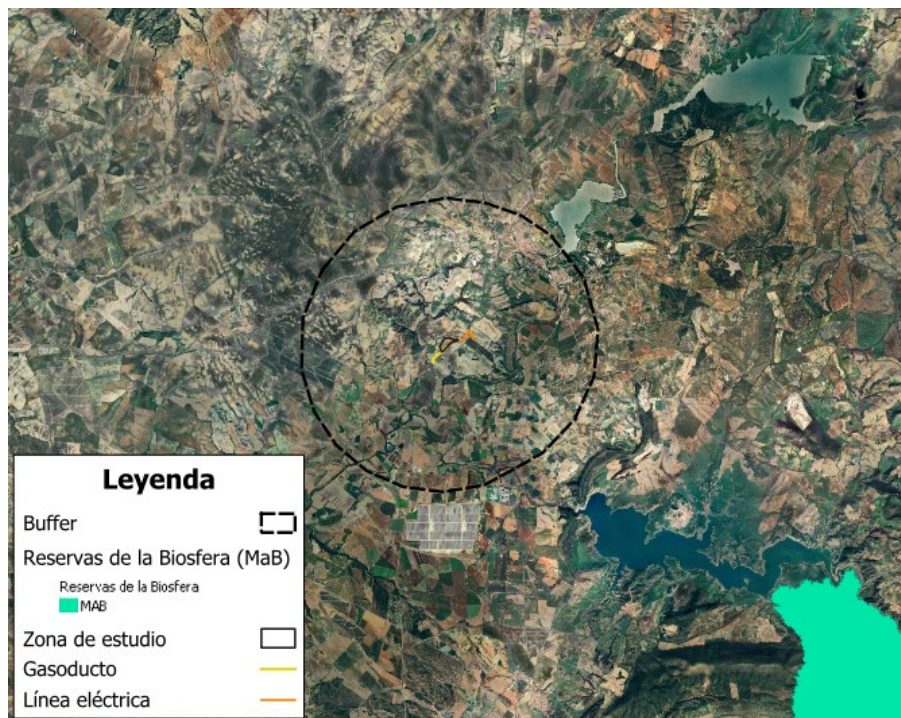 Leyenda
Buffer
Reservas de la Biosfera (MaB)
Reservas de la Biosfera
MAB
Zona de estudio
Gasoducto
Línea eléctrica